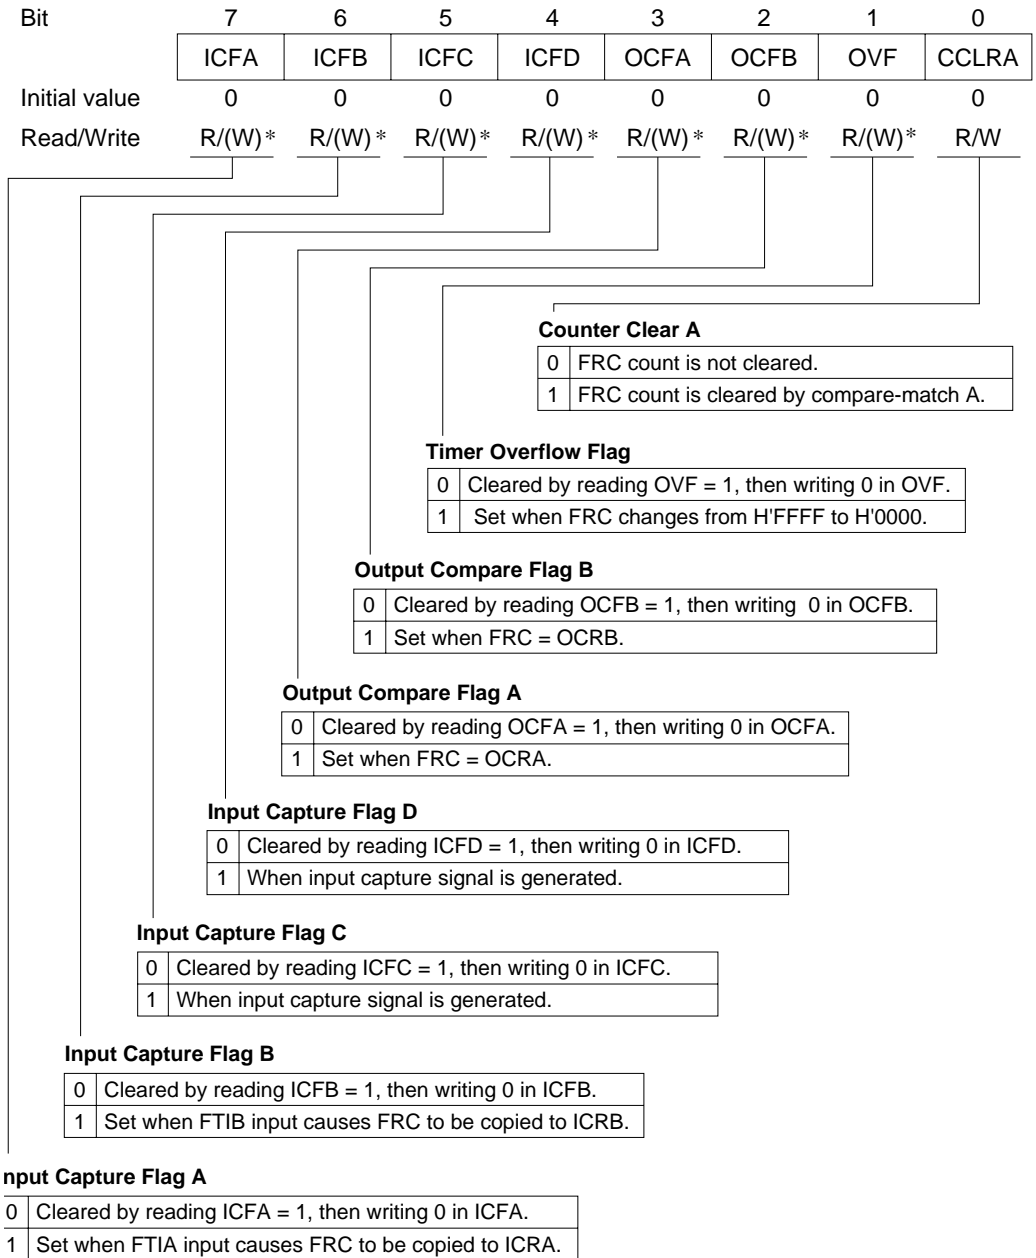 Bit 7 6 5 4 3 2 1 0
ICFA ICFB ICFC ICFD OCFA OCFB OVF CCLRA
Initial value 0 0 0 0 0 0 0 0
Read/Write R/(W)* R/(W)* R/(W)* R/(W)* R/(W)* R/(W)* R/(W)* R/W
Counter Clear A
0 FRC count is not cleared.
1 FRC count is cleared by compare-match A.
Timer Overflow Flag
0 Cleared by reading OVF = 1, then writing 0 in OVF.
1 Set when FRC changes from H'FFFF to H'0000.
Output Compare Flag B
0 Cleared by reading OCFB = 1, then writing 0 in OCFB.
1 Set when FRC = OCRB.
Output Compare Flag A
0 Cleared by reading OCFA = 1, then writing 0 in OCFA.
1 Set when FRC = OCRA.
Input Capture Flag D
0 Cleared by reading ICFD = 1, then writing 0 in ICFD.
1 When input capture signal is generated.
Input Capture Flag C
0 Cleared by reading ICFC = 1, then writing 0 in ICFC.
1 When input capture signal is generated.
Input Capture Flag B
0 Cleared by reading ICFB = 1, then writing 0 in ICFB.
1 Set when FTIB input causes FRC to be copied to ICRB.
nput Capture Flag A
0 Cleared by reading ICFA = 1, then writing 0 in ICFA.
1 Set when FTIA input causes FRC to be copied to ICRA.